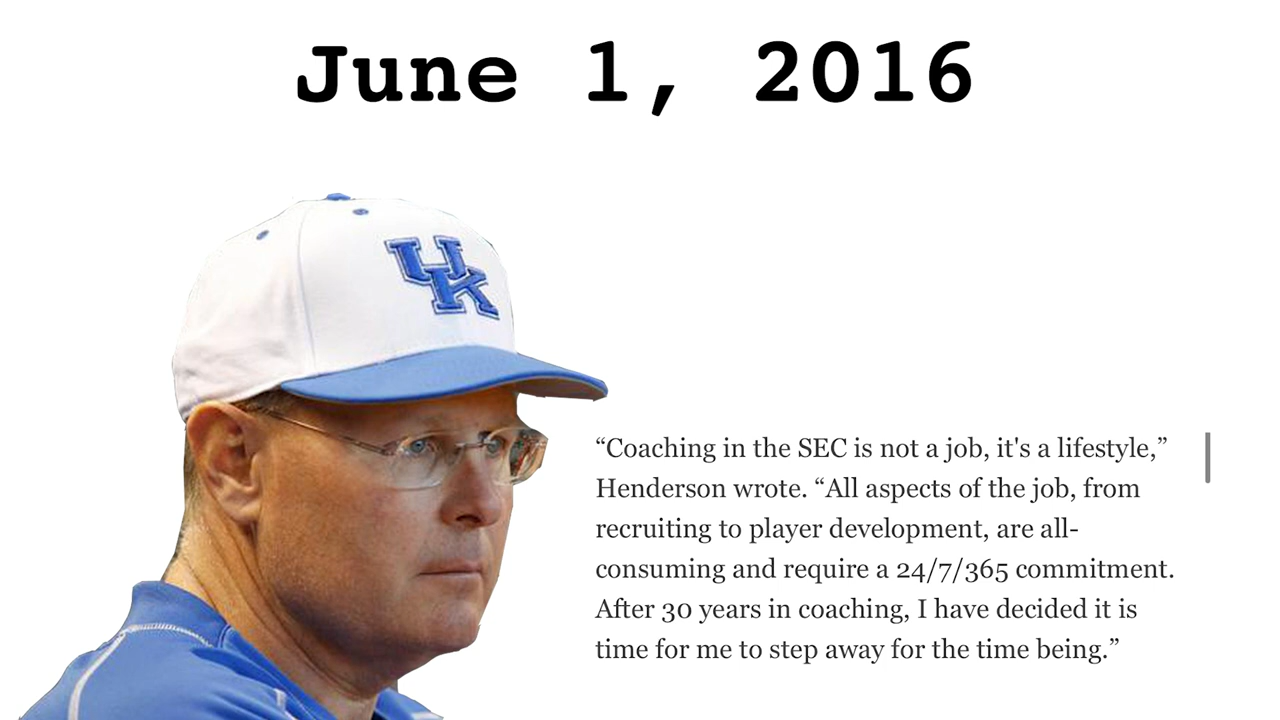 June 1, 2016
UK
“Coaching in the SEC is not a job, it's a lifestyle,”
Henderson wrote. “All aspects of the job, from
recruiting to player development, are all-
consuming and require a 24/7/365 commitment.
After 30 years in coaching, I have decided it is
time for me to step away for the time being.”